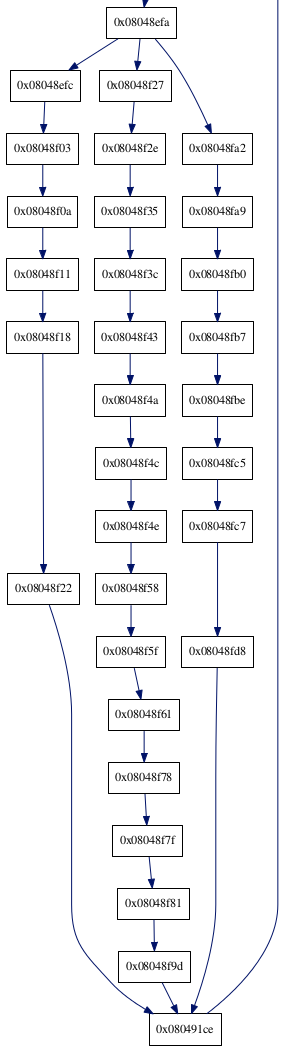 0x08048efa
0x08048efc 0x08048f27
0x08048f03 0x08048f2e 0x08048fa2
0x08048f0a 0x08048f35 0x08048fa9
0x08048f11 0x08048f3c 0x08048fb0
0x08048f18 0x08048f43 0x08048fb7
0x08048f4a 0x08048fbe
0x08048f4c 0x08048fc5
0x08048f4e 0x08048fc7
0x08048f22 0x08048f58
0x08048f5f 0x08048fd8
0x08048f61
0x08048f78
0x08048f7f
0x08048f81
0x08048f9d
0x080491ce